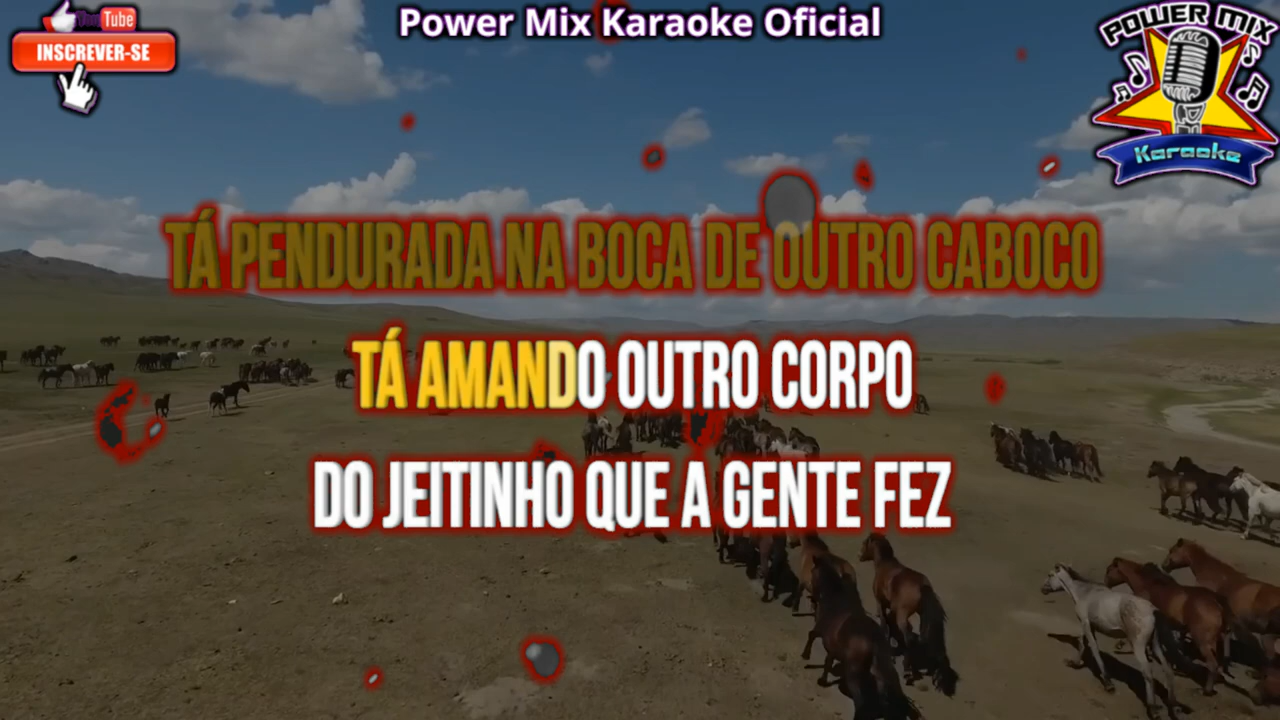 YouTube
INSCREVER-SE
Power Mix Karaoke Oficial
POWER MIX
Karaoke
TÁ PENDURADA NA BOCA DE OUTRO CABOCO
TÁ AMANDO OUTRO CORPO
DO JEITINHO QUE A GENTE FEZ